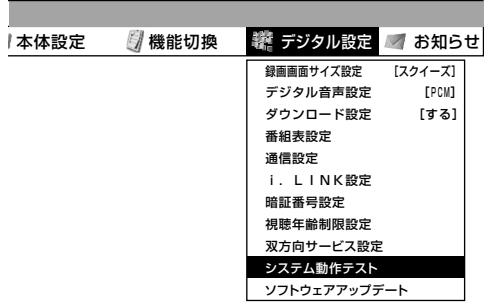 本体設定 機能切換 デジタル設定 お知らせ
録画画面サイズ設定 [スクイーズ]
デジタル音声設定 [PCM]
ダウンロード設定 [する]
番組表設定
通信設定
i．LINK設定
暗証番号設定
視聴年齢制限設定
双方向サービス設定
システム動作テスト
ソフトウェアアップデート